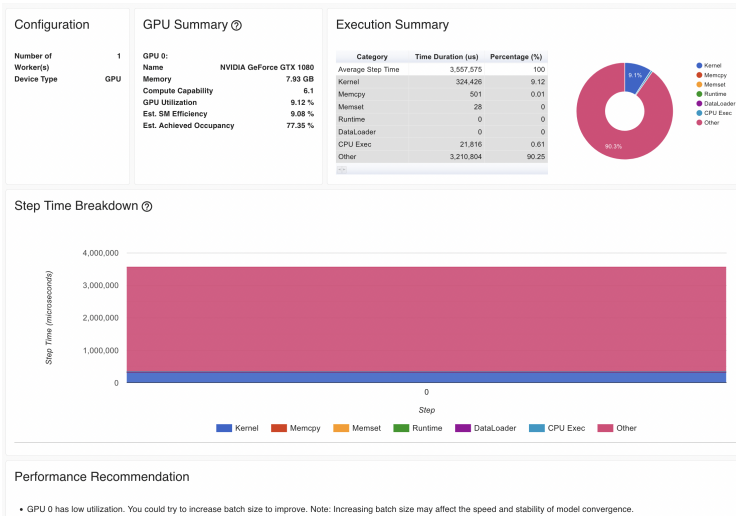 Configuration
Number of Worker(s) 1
Device Type GPU
GPU Summary
GPU 0:
Name NVIDIA GeForce GTX 1080
Memory 7.93 GB
Compute Capability 6.1
GPU Utilization 9.12 %
Est. SM Efficiency 9.08 %
Est. Achieved Occupancy 77.35 %
Execution Summary
Category Time Duration (us) Percentage (%)
Average Step Time 3,557,575 100
Kernel 324,426 9.12
Memcpy 501 0.01
Memset 28 0
Runtime 0 0
DataLoader 0 0
CPU Exec 21,816 0.61
Other 3,210,804 90.25
9.1%
90.3%
Kernel
Memcpy
Memset
Runtime
DataLoader
CPU Exec
Other
Step Time Breakdown
Step Time (microseconds)
4,000,000
3,000,000
2,000,000
1,000,000
0
0
Step
Kernel Memcpy Memset Runtime DataLoader CPU Exec Other
Performance Recommendation
• GPU 0 has low utilization. You could try to increase batch size to improve. Note: Increasing batch size may affect the speed and stability of model convergence.